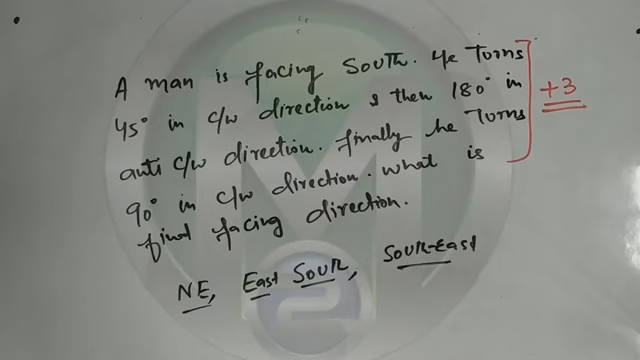 A man is facing South. He Turns
45° in c/w direction & then 180° in
anti c/w direction. finally he Turns
90° in c/w direction. what is
final facing direction.
+3
NE, East South, South-East